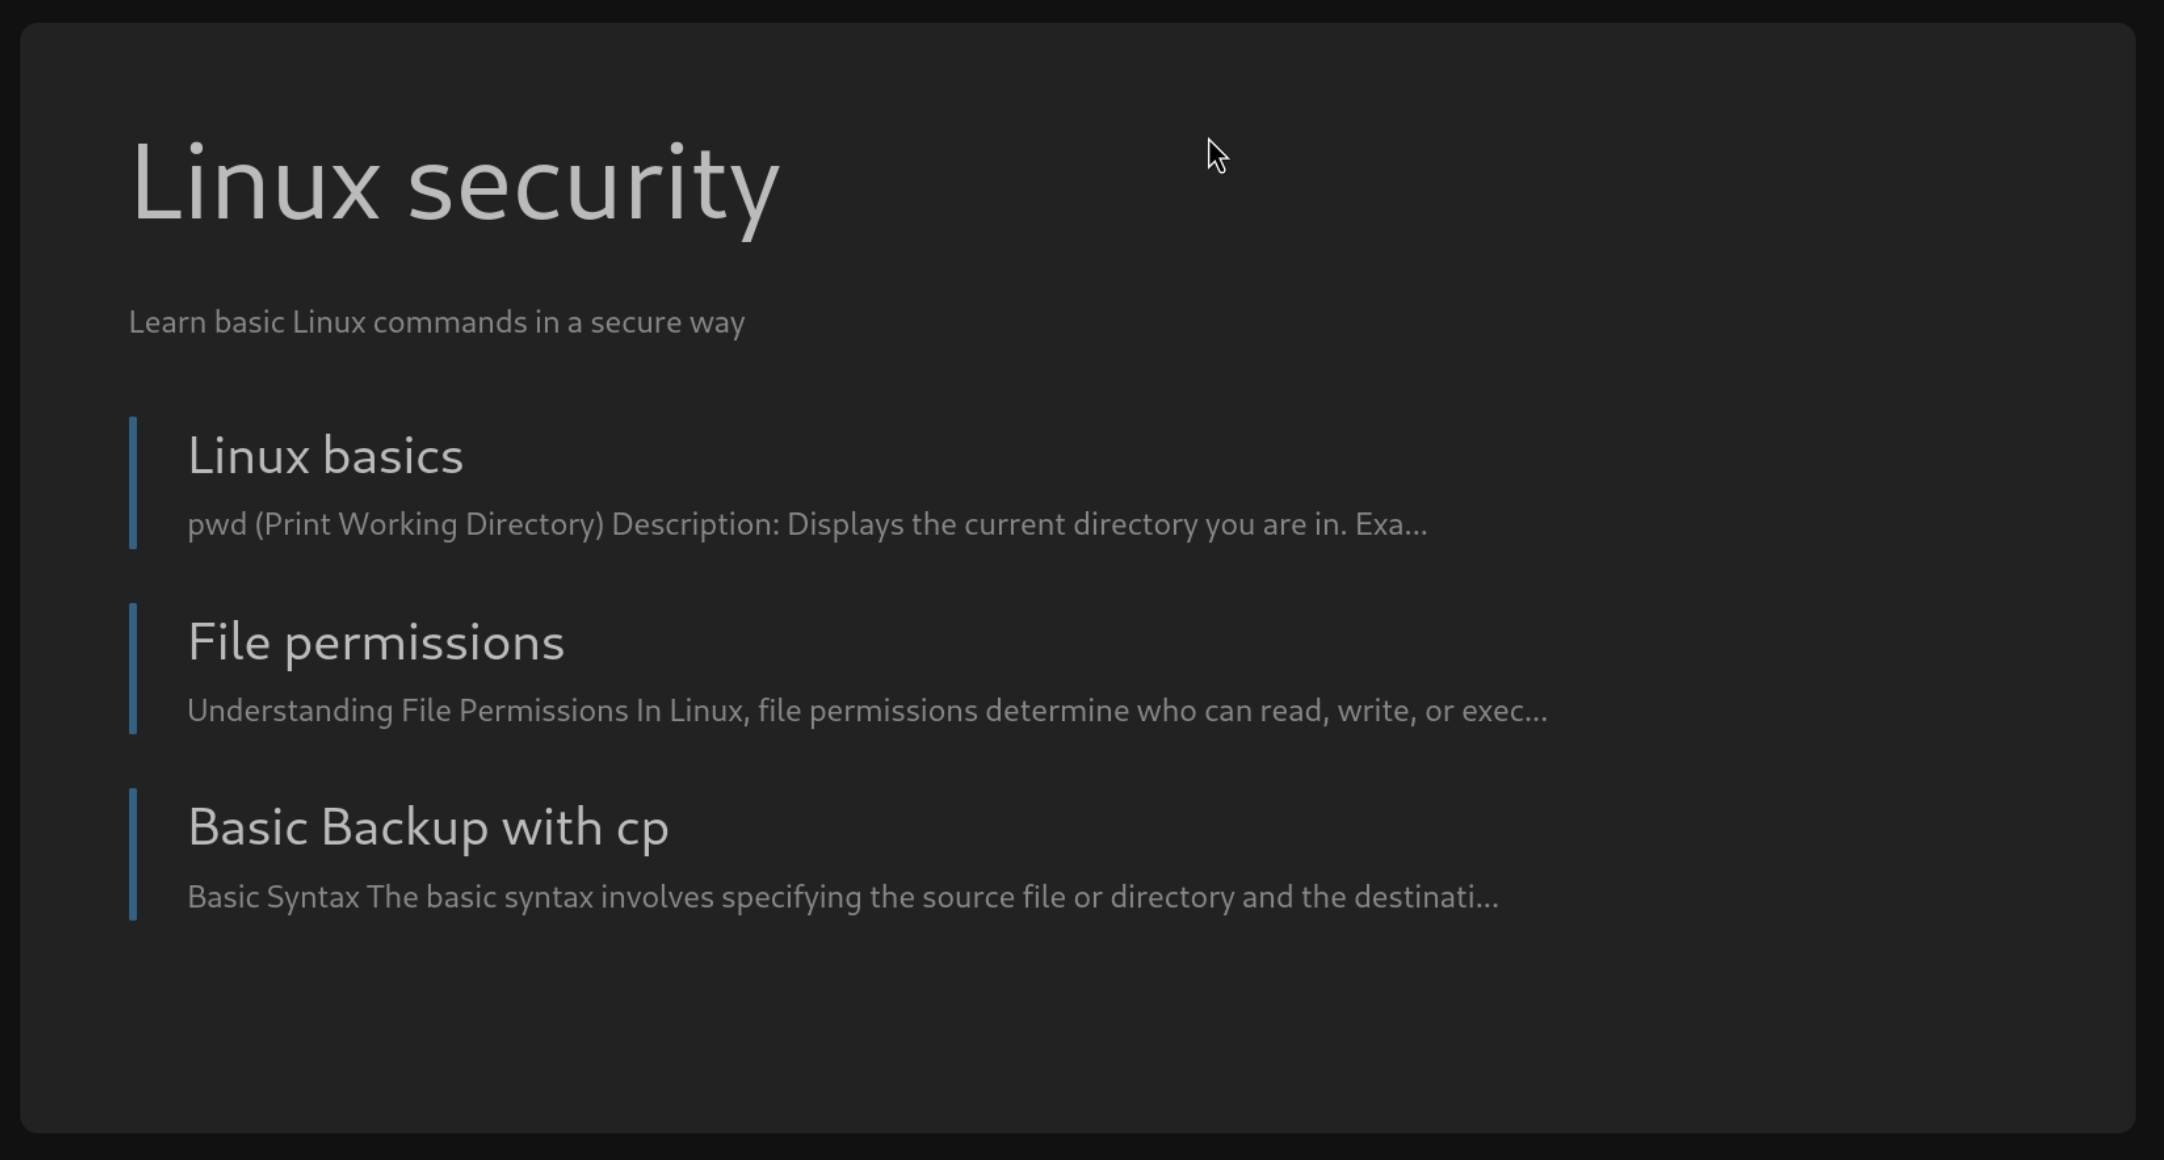 Linux security
Learn basic Linux commands in a secure way
Linux basics
pwd (Print Working Directory) Description: Displays the current directory you are in. Exa...
File permissions
Understanding File Permissions In Linux, file permissions determine who can read, write, or exec...
Basic Backup with cp
Basic Syntax The basic syntax involves specifying the source file or directory and the destinati...